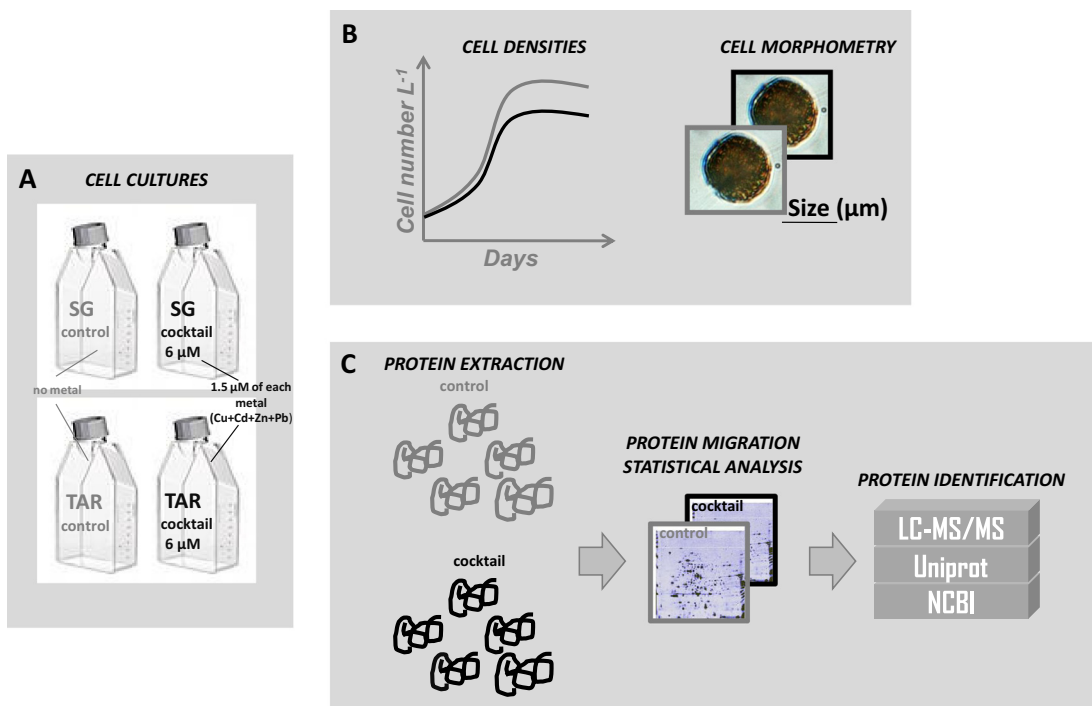 A
CELL CULTURES
SG
control
SG
cocktail
6 µM
no metal
1.5 µM of each
metal
(Cu+Cd+Zn+Pb)
TAR
control
TAR
cocktail
6 µM
B
CELL DENSITIES
Cell number L-1
Days
CELL MORPHOMETRY
Size (µm)
C
PROTEIN EXTRACTION
control
cocktail
PROTEIN MIGRATION
STATISTICAL ANALYSIS
cocktail
control
PROTEIN IDENTIFICATION
LC-MS/MS
Uniprot
NCBI